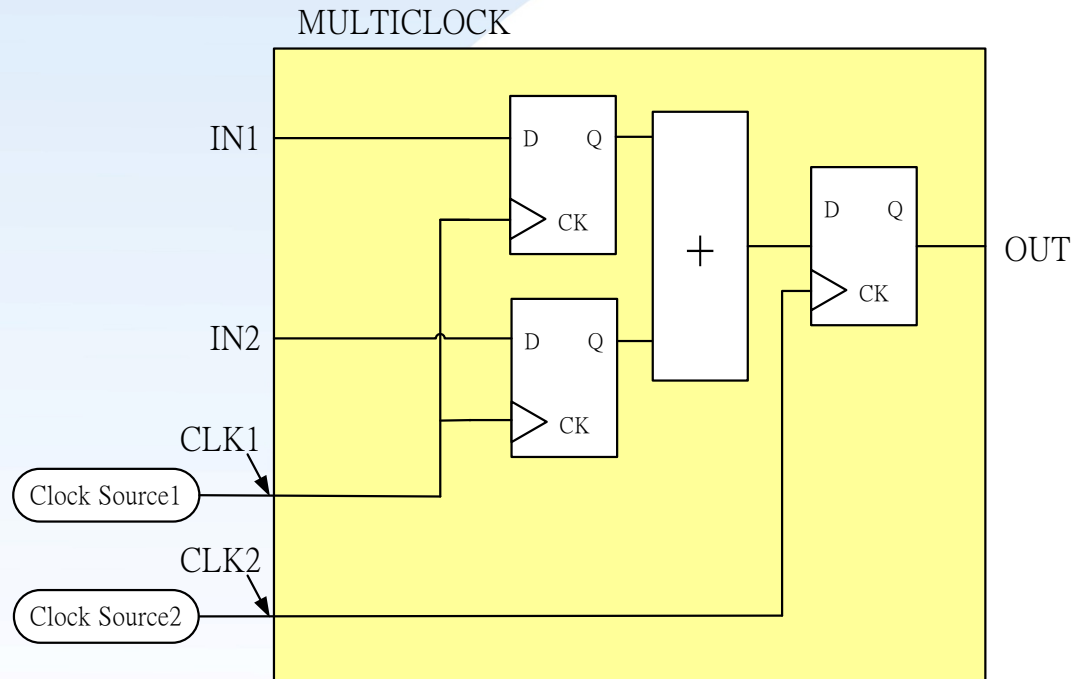 MULTICLOCK
IN1
D Q
CK
+
D Q
CK
OUT
IN2
D Q
CK
CLK1
Clock Source1
CLK2
Clock Source2